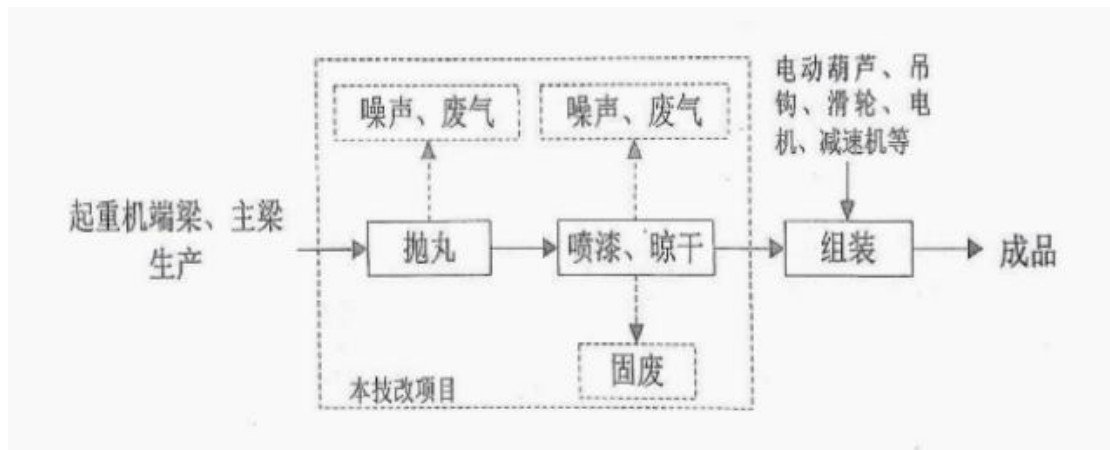 电动葫芦、吊
钩、滑轮、电
机、减速机等
噪声、废气
噪声、废气
起重机端梁、主梁
生产
抛丸
喷漆、晾干
组装
成品
固废
本技改项目